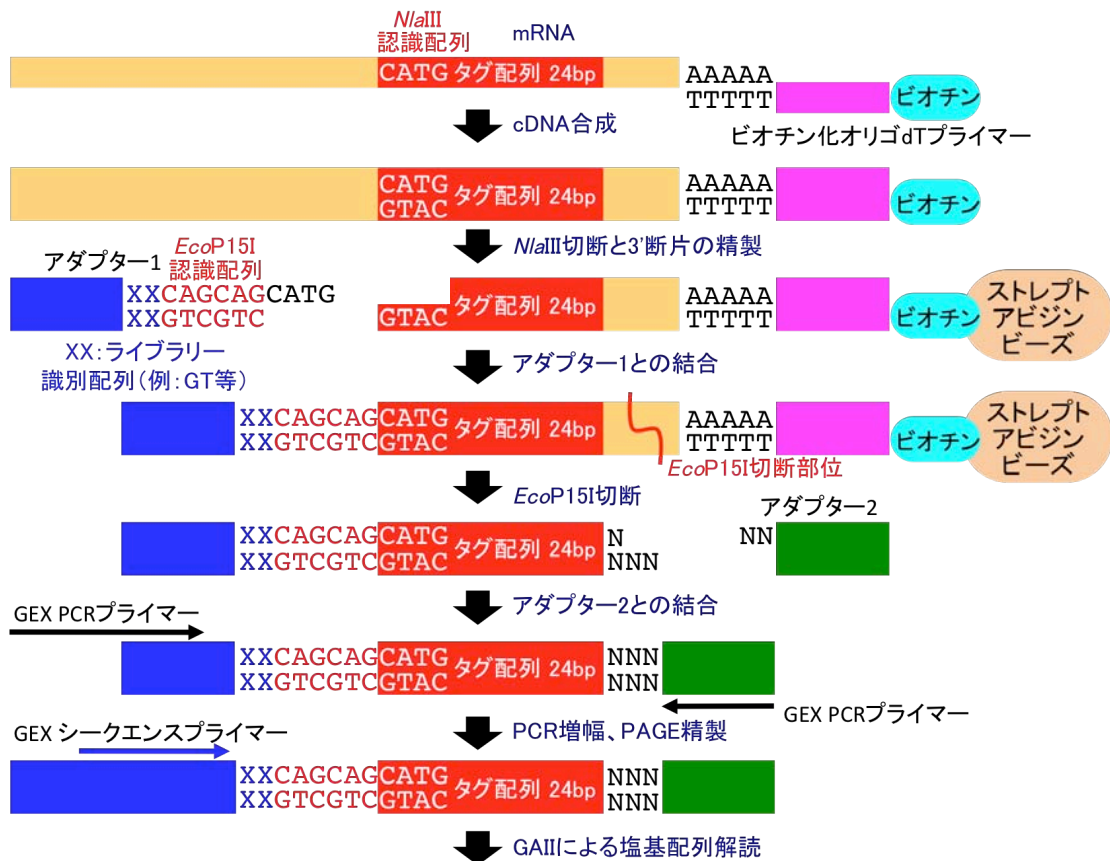 NlaIII
認識配列
mRNA
CATG タグ配列 24bp
AAAAA
TTTTT
ビオチン
ビオチン化オリゴdTプライマー
cDNA合成
CATG
GTAC
タグ配列 24bp
AAAAA
TTTTT
ビオチン
NlaIII切断と3'断片の精製
アダプター1
EcoP15I
認識配列
XXCAGCAGCATG
XXGTCGTC
XX:ライブラリー
識別配列(例:GT等)
GTAC
タグ配列 24bp
AAAAA
TTTTT
ビオチン
ストレプト
アビジン
ビーズ
アダプター1との結合
XXCAGCAGCATG
XXGTCGTCGTAC
タグ配列 24bp
AAAAA
TTTTT
ビオチン
ストレプト
アビジン
ビーズ
EcoP15I切断部位
EcoP15I切断
XXCAGCAGCATG
XXGTCGTCGTAC
タグ配列 24bp
N
NNN
アダプター2
NN
アダプター2との結合
GEX PCRプライマー
XXCAGCAGCATG
XXGTCGTCGTAC
タグ配列 24bp
NNN
NNN
GEX PCRプライマー
PCR増幅、PAGE精製
GEX シークエンスプライマー
XXCAGCAGCATG
XXGTCGTCGTAC
タグ配列 24bp
NNN
NNN
GAIIによる塩基配列解読